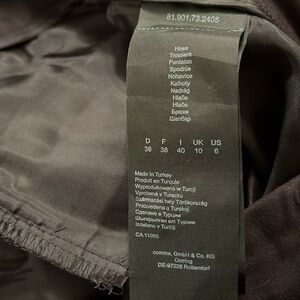 81.901.73.2405
Hose
Trousers
Pantalon
Spodnie
Nohavice
Kalhoty
Nadrág
Hlače
Hlače
Брюки
Шалбар
D F I UK US
36 38 40 10 6
Made in Turkey
Produit en Turquie
Wyprodukowano w Turcji
Vyrobené v Turecku
Származási hely Törökország
Proizvedeno u Turskoj
Сделано в Турции
CA 11055
comma, GmbH & Co. KG
Ostring
DE-97228 Rottendorf